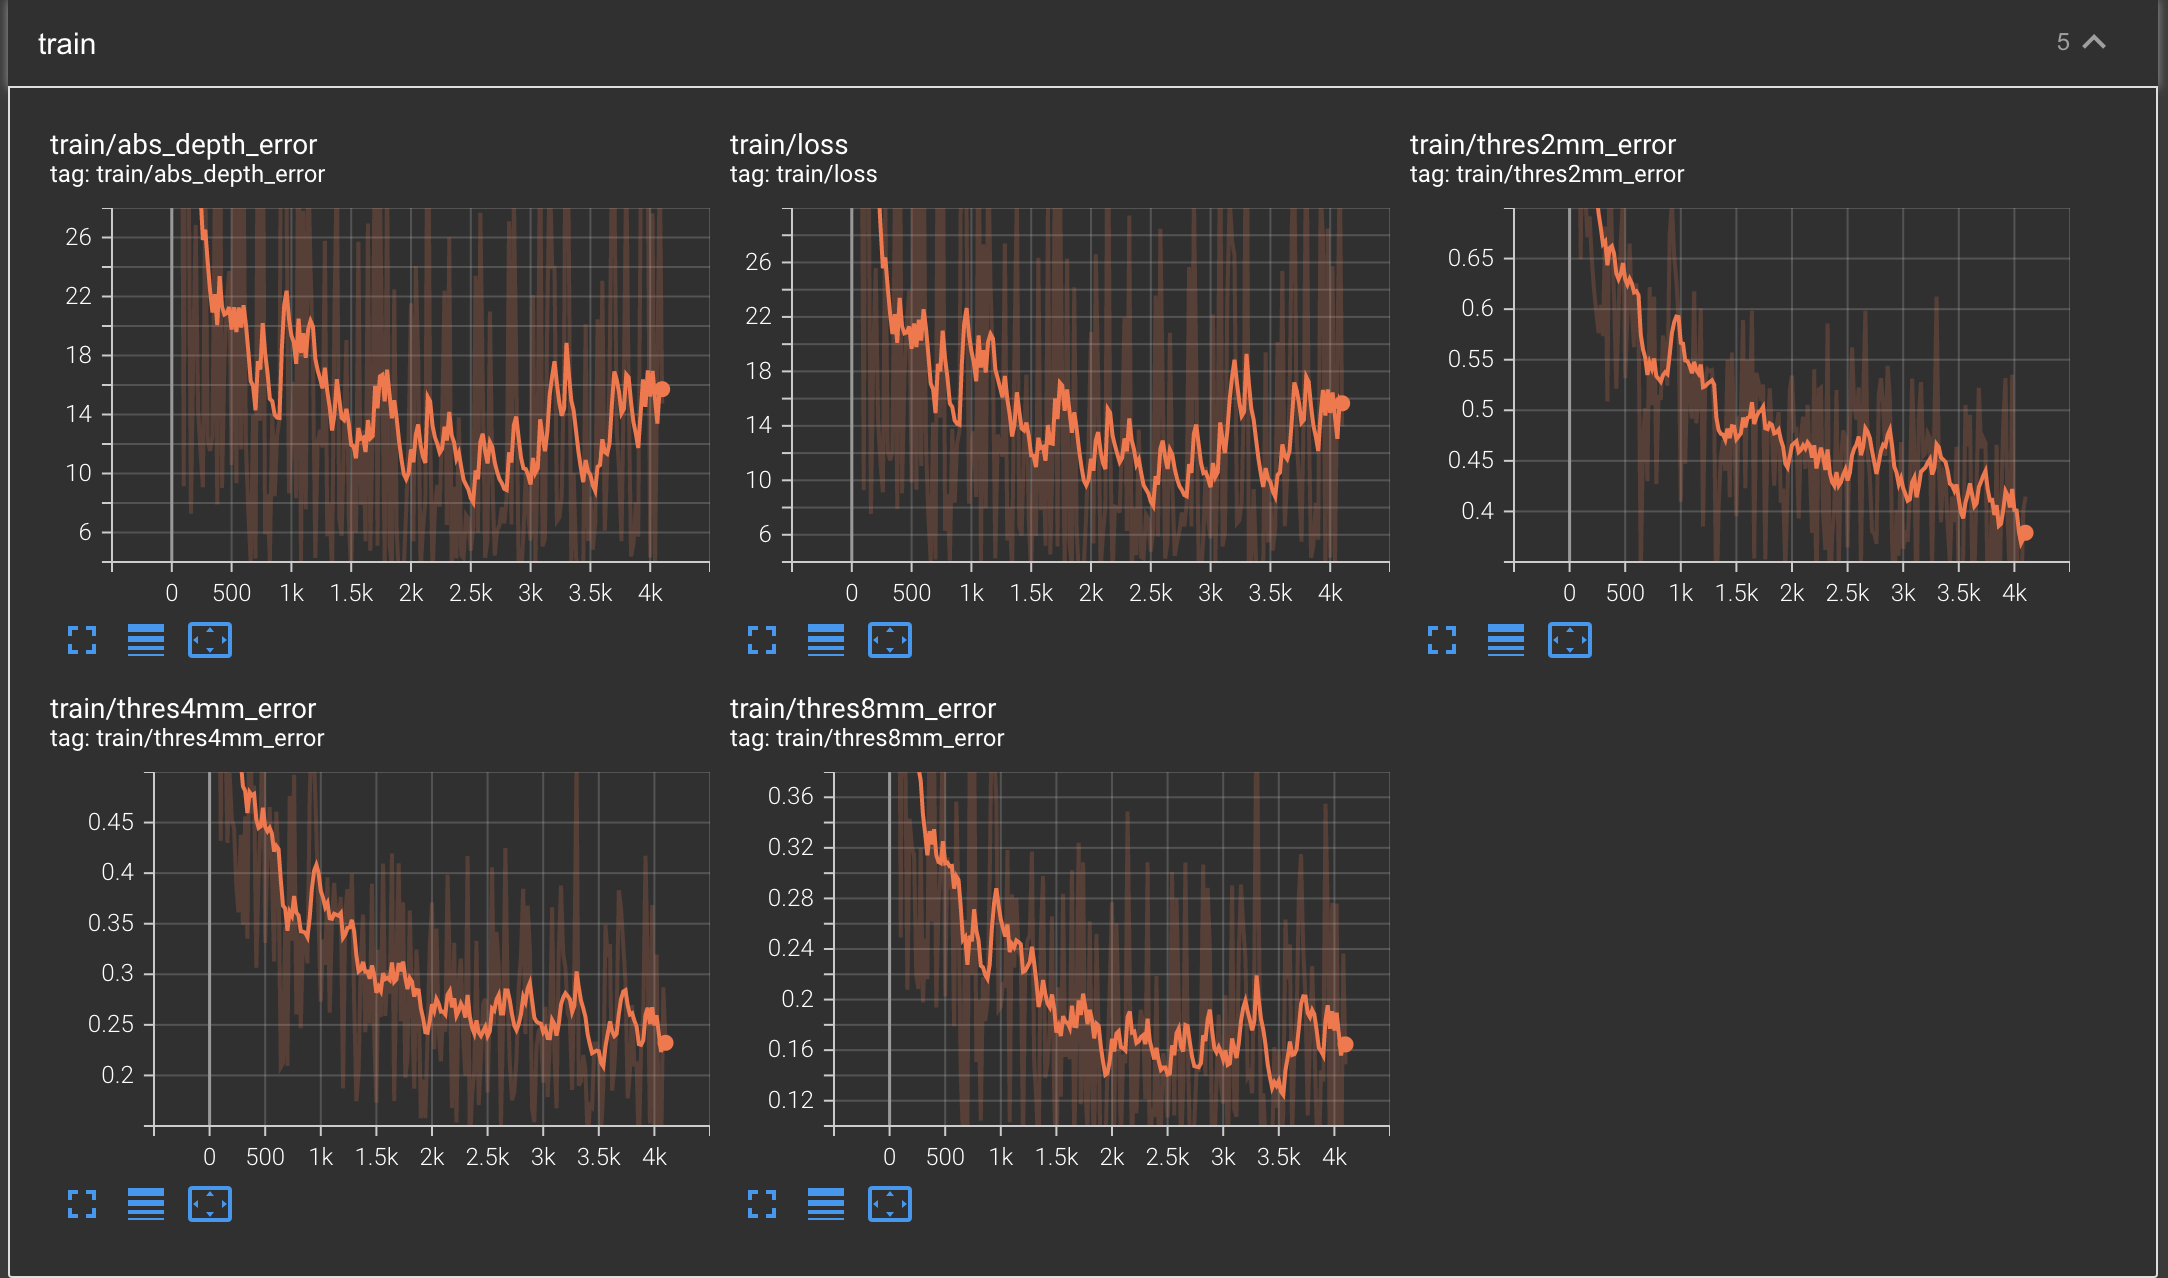 train
5
train/abs_depth_error
tag: train/abs_depth_error
26
22
18
14
10
6
0 500 1k 1.5k 2k 2.5k 3k 3.5k 4k
train/loss
tag: train/loss
26
22
18
14
10
6
0 500 1k 1.5k 2k 2.5k 3k 3.5k 4k
train/thres2mm_error
tag: train/thres2mm_error
0.65
0.6
0.55
0.5
0.45
0.4
0 500 1k 1.5k 2k 2.5k 3k 3.5k 4k
train/thres4mm_error
tag: train/thres4mm_error
0.45
0.4
0.35
0.3
0.25
0.2
0 500 1k 1.5k 2k 2.5k 3k 3.5k 4k
train/thres8mm_error
tag: train/thres8mm_error
0.36
0.32
0.28
0.24
0.2
0.16
0.12
0 500 1k 1.5k 2k 2.5k 3k 3.5k 4k